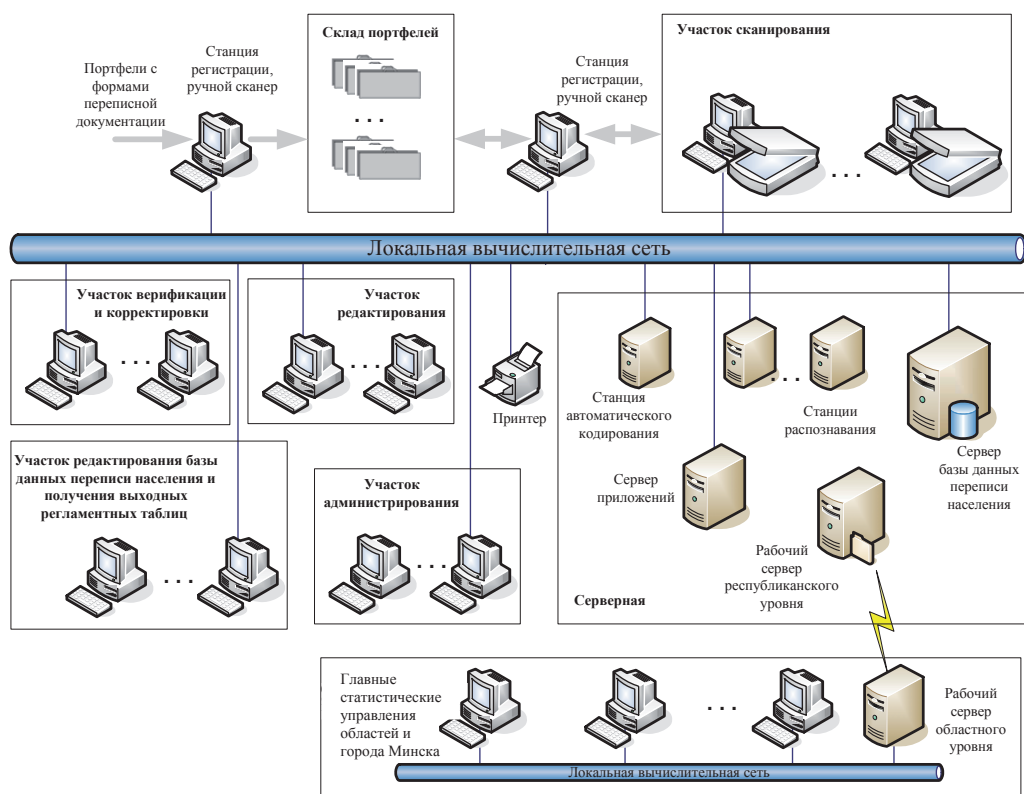 Портфели с
формами
переписной
документации
Станция
регистрации,
ручной сканер
Склад портфелей
...
Станция
регистрации,
ручной сканер
Участок сканирования
...
Локальная вычислительная сеть
Участок верификации
и корректировки
...
Участок
редактирования
...
Принтер
Станция
автоматического
кодирования
...
Станции
распознавания
Сервер
базы данных
переписи
населения
Участок редактирования базы
данных переписи населения и
получения выходных
регламентных таблиц
...
Участок
администрирования
...
Сервер
приложений
Рабочий
сервер
республиканского
уровня
Серверная
Главные
статистические
управления
областей и
города Минска
...
Рабочий
сервер
областного
уровня
Локальная вычислительная сеть